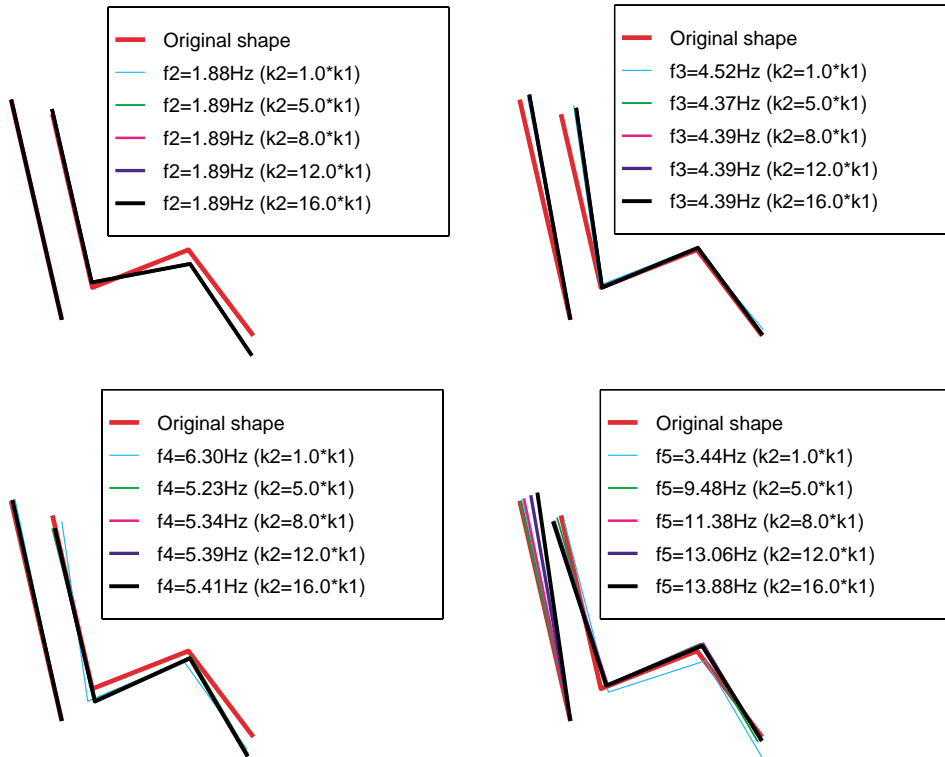 Original shape
f2=1.88Hz (k2=1.0*k1)
f2=1.89Hz (k2=5.0*k1)
f2=1.89Hz (k2=8.0*k1)
f2=1.89Hz (k2=12.0*k1)
f2=1.89Hz (k2=16.0*k1)
Original shape
f3=4.52Hz (k2=1.0*k1)
f3=4.37Hz (k2=5.0*k1)
f3=4.39Hz (k2=8.0*k1)
f3=4.39Hz (k2=12.0*k1)
f3=4.39Hz (k2=16.0*k1)
Original shape
f4=6.30Hz (k2=1.0*k1)
f4=5.23Hz (k2=5.0*k1)
f4=5.34Hz (k2=8.0*k1)
f4=5.39Hz (k2=12.0*k1)
f4=5.41Hz (k2=16.0*k1)
Original shape
f5=3.44Hz (k2=1.0*k1)
f5=9.48Hz (k2=5.0*k1)
f5=11.38Hz (k2=8.0*k1)
f5=13.06Hz (k2=12.0*k1)
f5=13.88Hz (k2=16.0*k1)